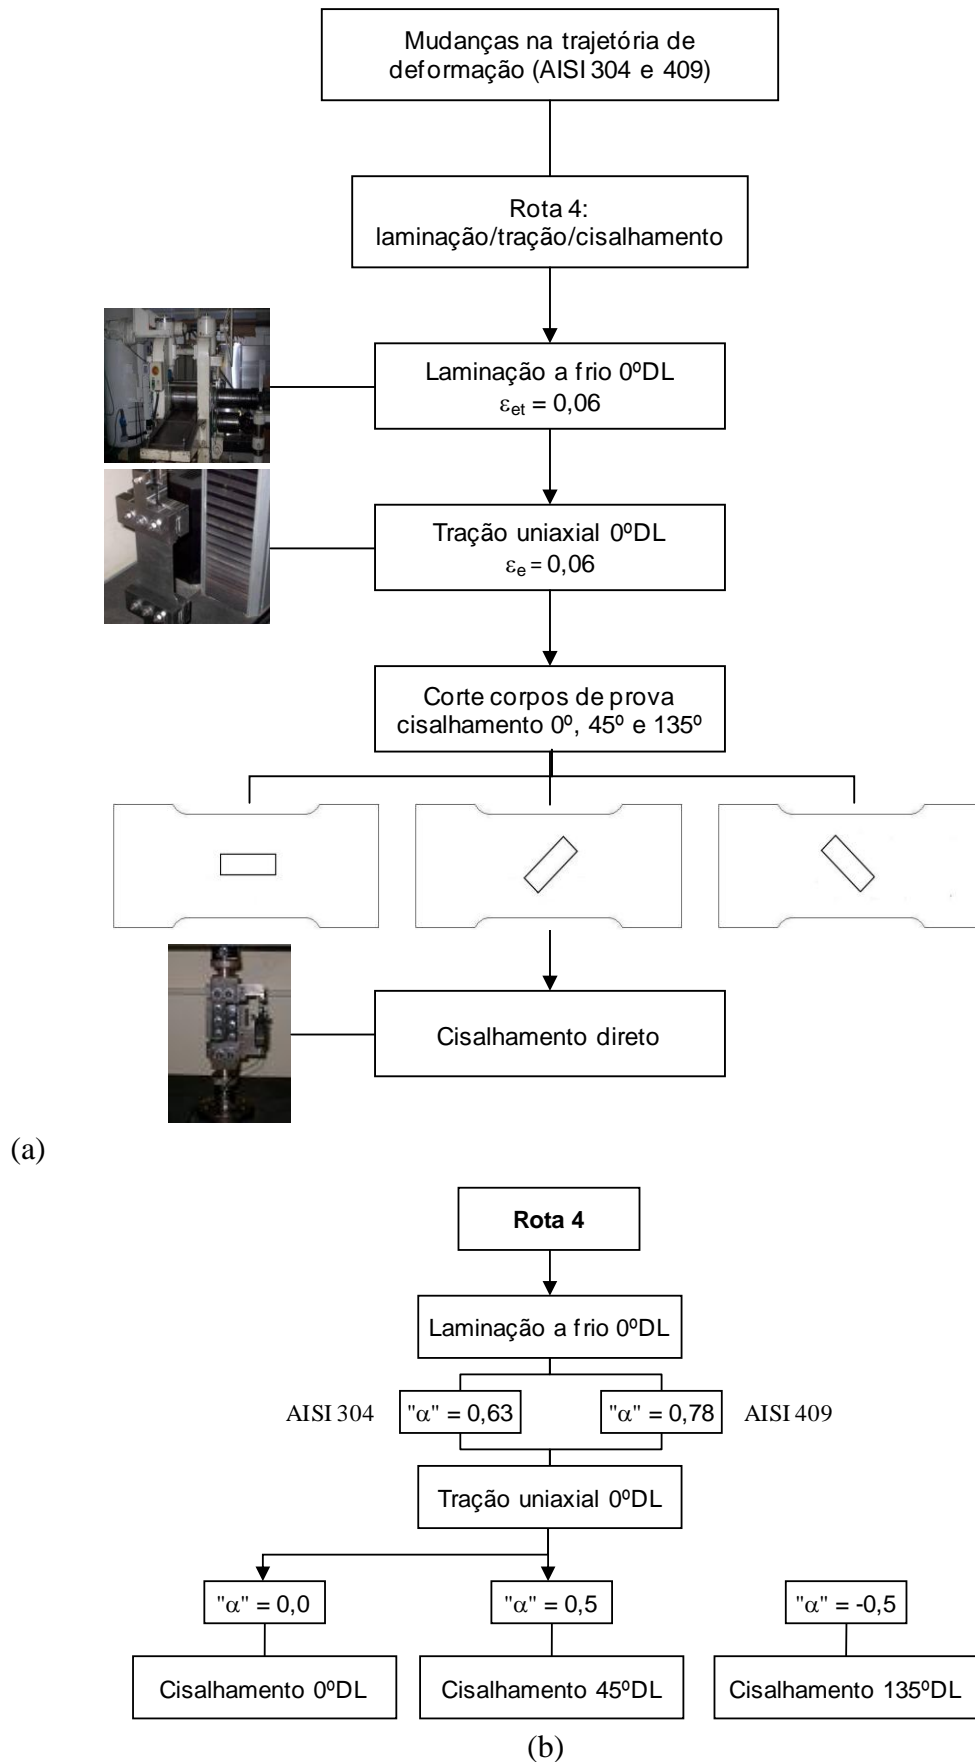 Mudanças na trajetória de
deformação (AISI 304 e 409)
Rota 4:
laminação/tração/cisalhamento
Laminação a frio 0ºDL
εet = 0,06
Tração uniaxial 0ºDL
εe = 0,06
Corte corpos de prova
cisalhamento 0º, 45º e 135º
Cisalhamento direto
(a)
Rota 4
Laminação a frio 0ºDL
AISI 304 "α" = 0,63 "α" = 0,78 AISI 409
Tração uniaxial 0ºDL
"α" = 0,0 "α" = 0,5 "α" = -0,5
Cisalhamento 0ºDL Cisalhamento 45ºDL Cisalhamento 135ºDL
(b)